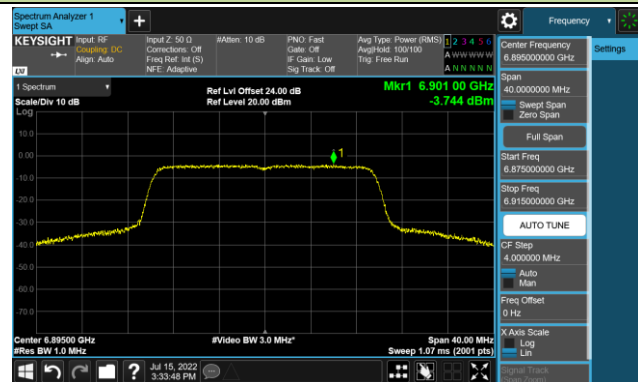 Spectrum Analyzer 1
Swept SA
Frequency
KEYSIGHT
Input: RF
Coupling: DC
Align: Auto
Input Z: 50 Ω
Corrections: Off
Freq Ref: Int (S)
NFE: Adaptive
#Atten: 10 dB
PNO: Fast
Gate: Off
IF Gain: Low
Sig Track: Off
Avg Type: Power (RMS)
Avg|Hold: 100/100
Trig: Free Run
1 2 3 4 5 6
A W W W W W
A N N N N N
LXI
1 Spectrum
Scale/Div 10 dB
Log
Ref Lvl Offset 24.00 dB
Ref Level 20.00 dBm
Mkr1 6.901 00 GHz
-3.744 dBm
10.0
0.00
-10.0
-20.0
-30.0
-40.0
-50.0
-60.0
-70.0
1
Center 6.89500 GHz
#Res BW 1.0 MHz
#Video BW 3.0 MHz*
Span 40.00 MHz
Sweep 1.07 ms (2001 pts)
Jul 15, 2022
3:33:48 PM
Center Frequency
6.895000000 GHz
Span
40.0000000 MHz
Swept Span
Zero Span
Full Span
Start Freq
6.875000000 GHz
Stop Freq
6.915000000 GHz
AUTO TUNE
CF Step
4.000000 MHz
Auto
Man
Freq Offset
0 Hz
X Axis Scale
Log
Lin
Signal Track
(Span Zoom)
Settings